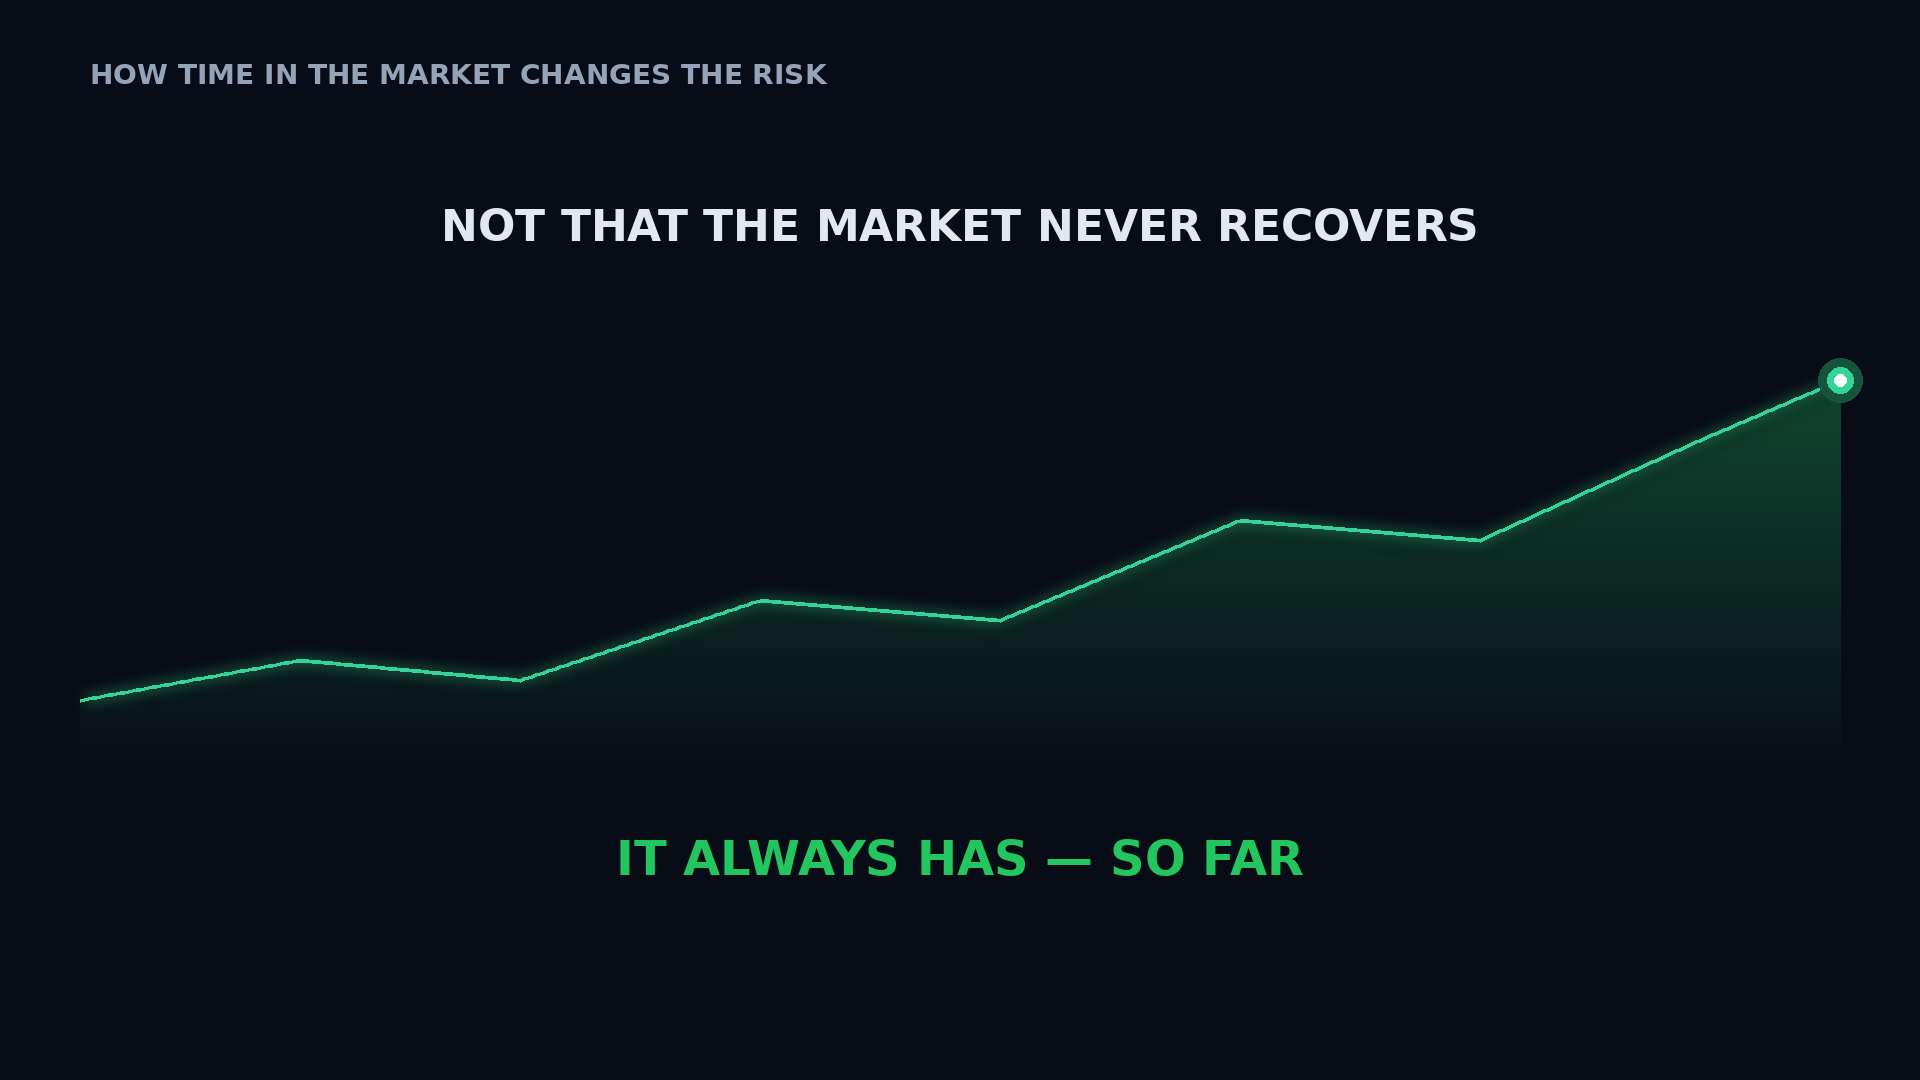 HOW TIME IN THE MARKET CHANGES THE RISK
NOT THAT THE MARKET NEVER RECOVERS
IT ALWAYS HAS — SO FAR